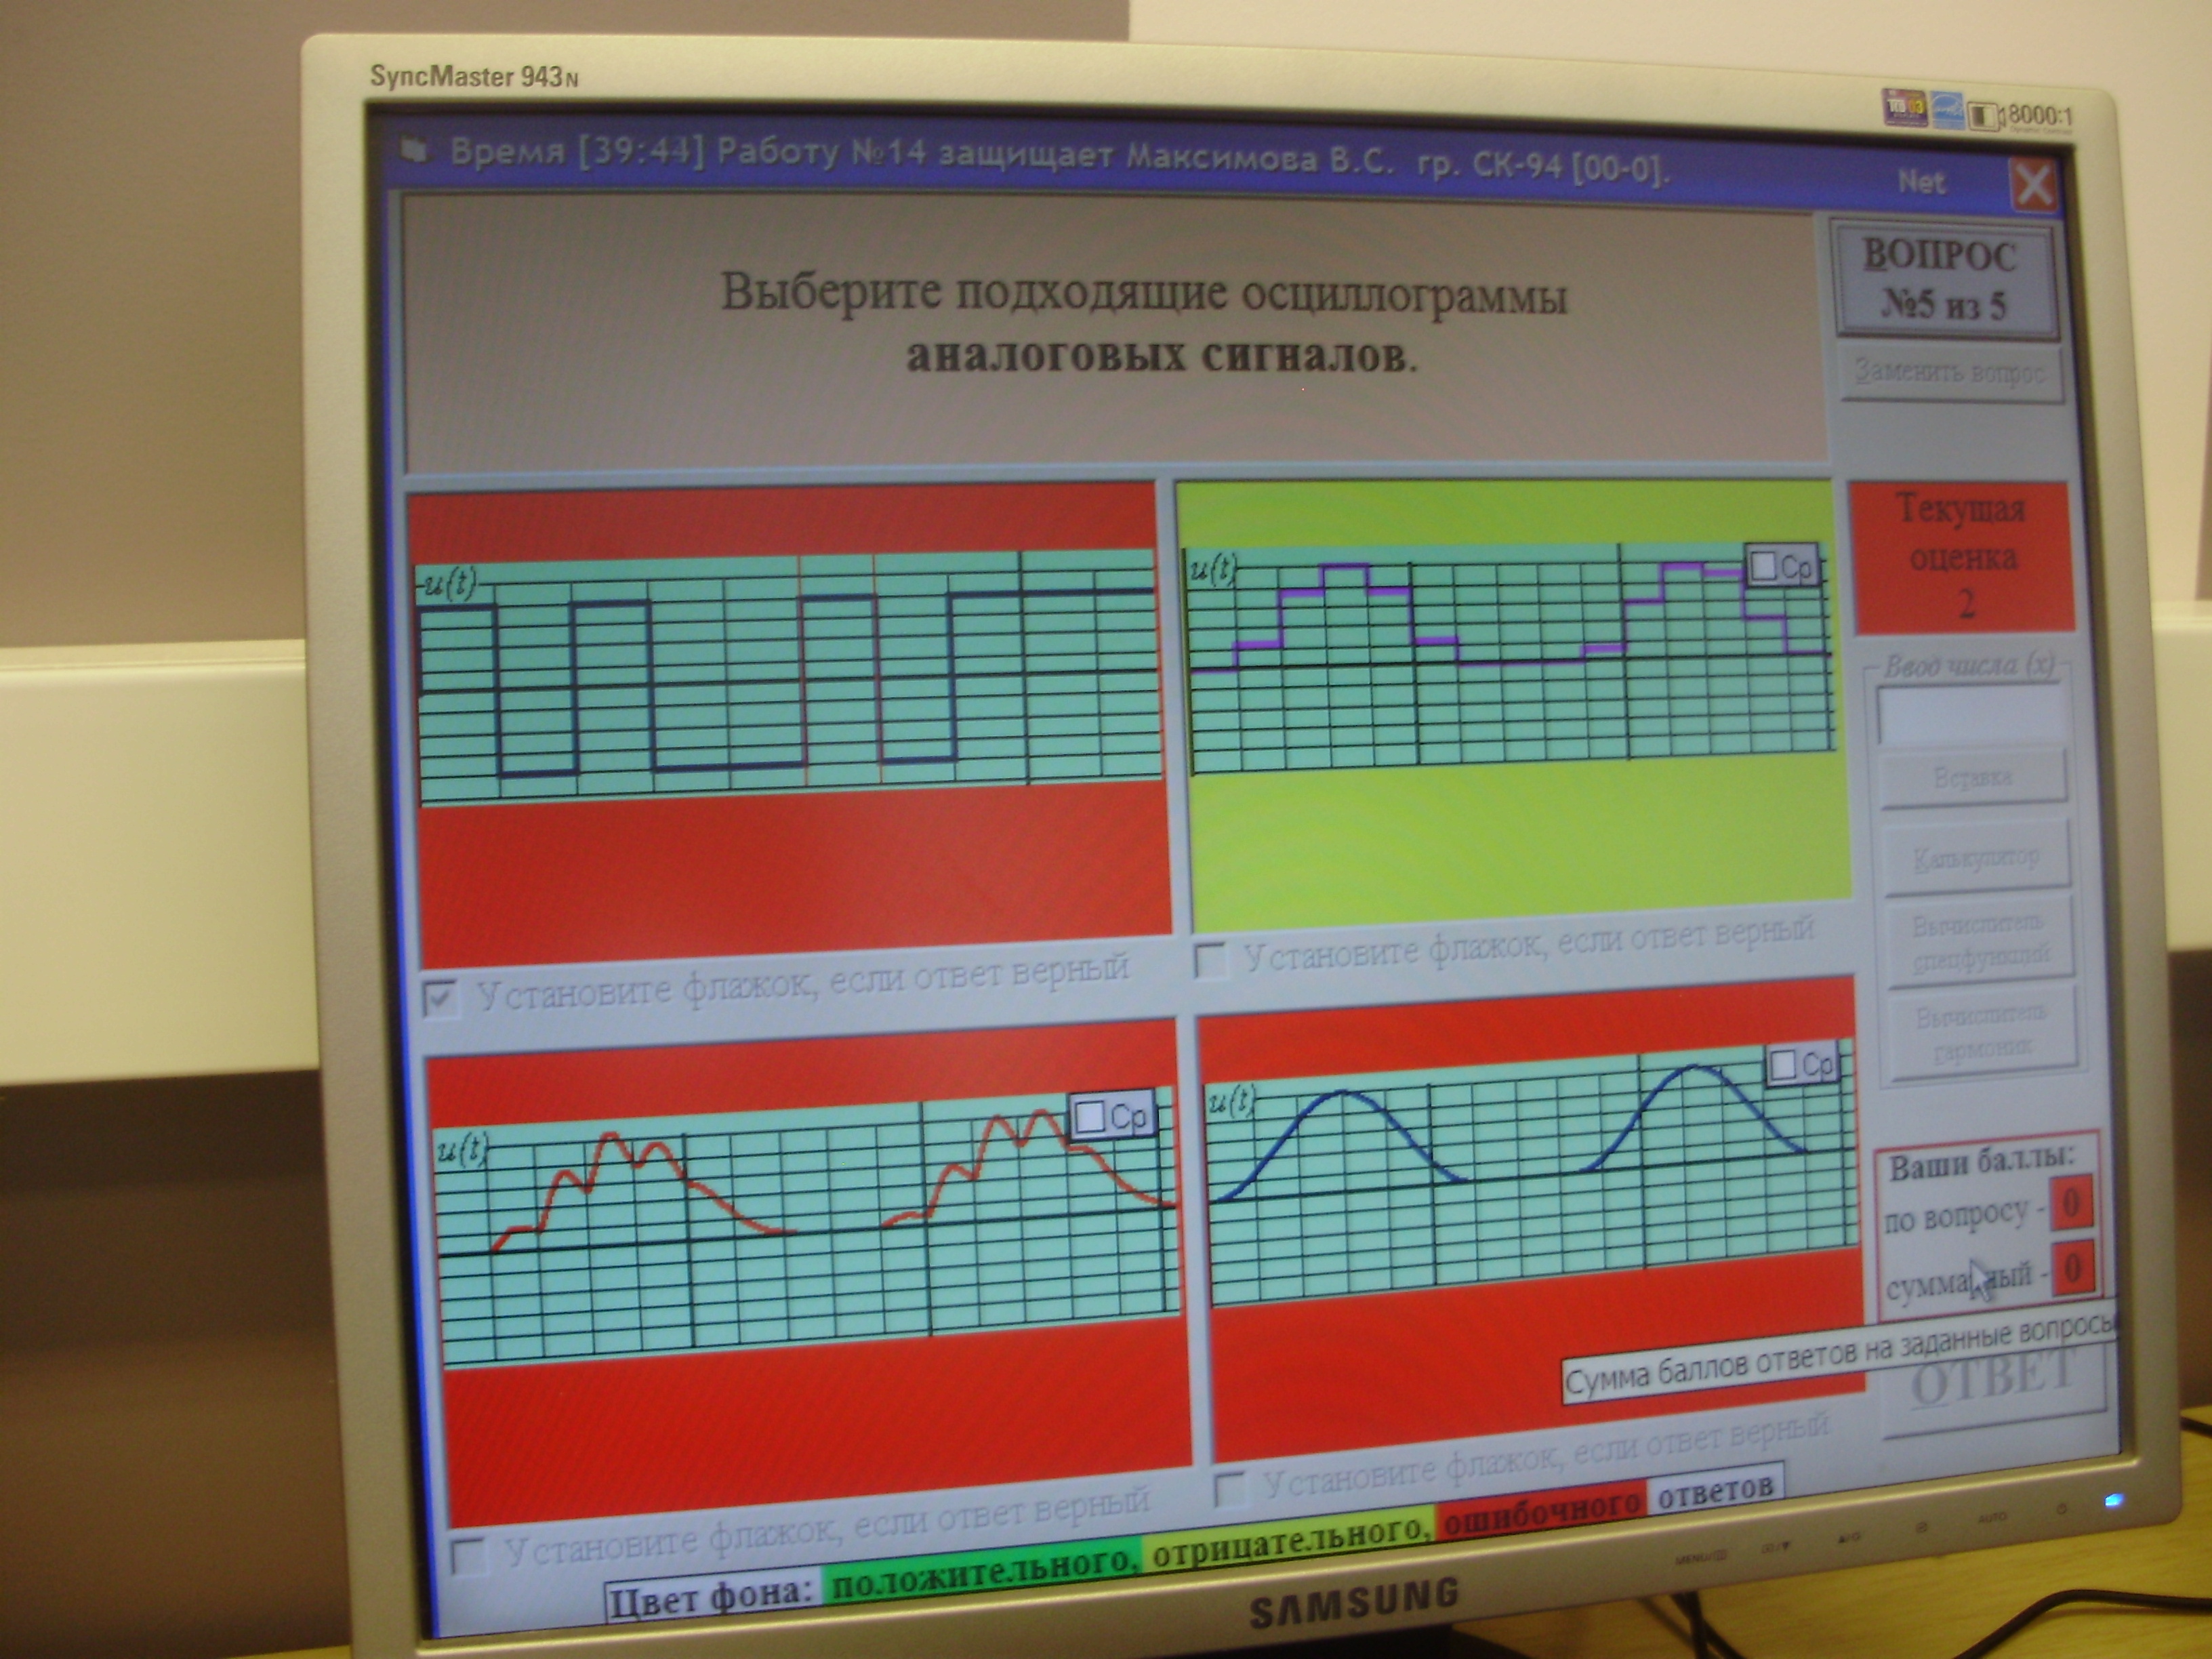 SyncMaster 943N
8000:1
Время [39:44] Работу №14 защищает Максимова В.С. гр. СК-94 [00-0].
Net
Выберите подходящие осциллограммы
аналоговых сигналов.
ВОПРОС
№5 из 5
Заменить вопрос
Текущая
оценка
2
Ввод числа (x)
Вставка
Калькулятор
Вычислитель
спецфункций
Вычислитель
гармоник
u(t)
u(t)
Ср
Установите флажок, если ответ верный
Установите флажок, если ответ верный
u(t)
Ср
u(t)
Ср
Ваши баллы:
по вопросу - 0
суммарный - 0
Сумма баллов ответов на заданные вопросы
ОТВЕТ
Установите флажок, если ответ верный
Установите флажок, если ответ верный
Цвет фона: положительного, отрицательного, ошибочного ответов
SAMSUNG
AUTO